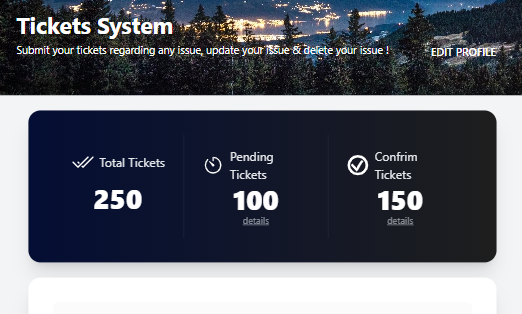 Tickets System
Submit your tickets regarding any issue, update your issue & delete your issue !
EDIT PROFILE
Total Tickets
250
Pending
Tickets
100
details
Confrim
Tickets
150
details